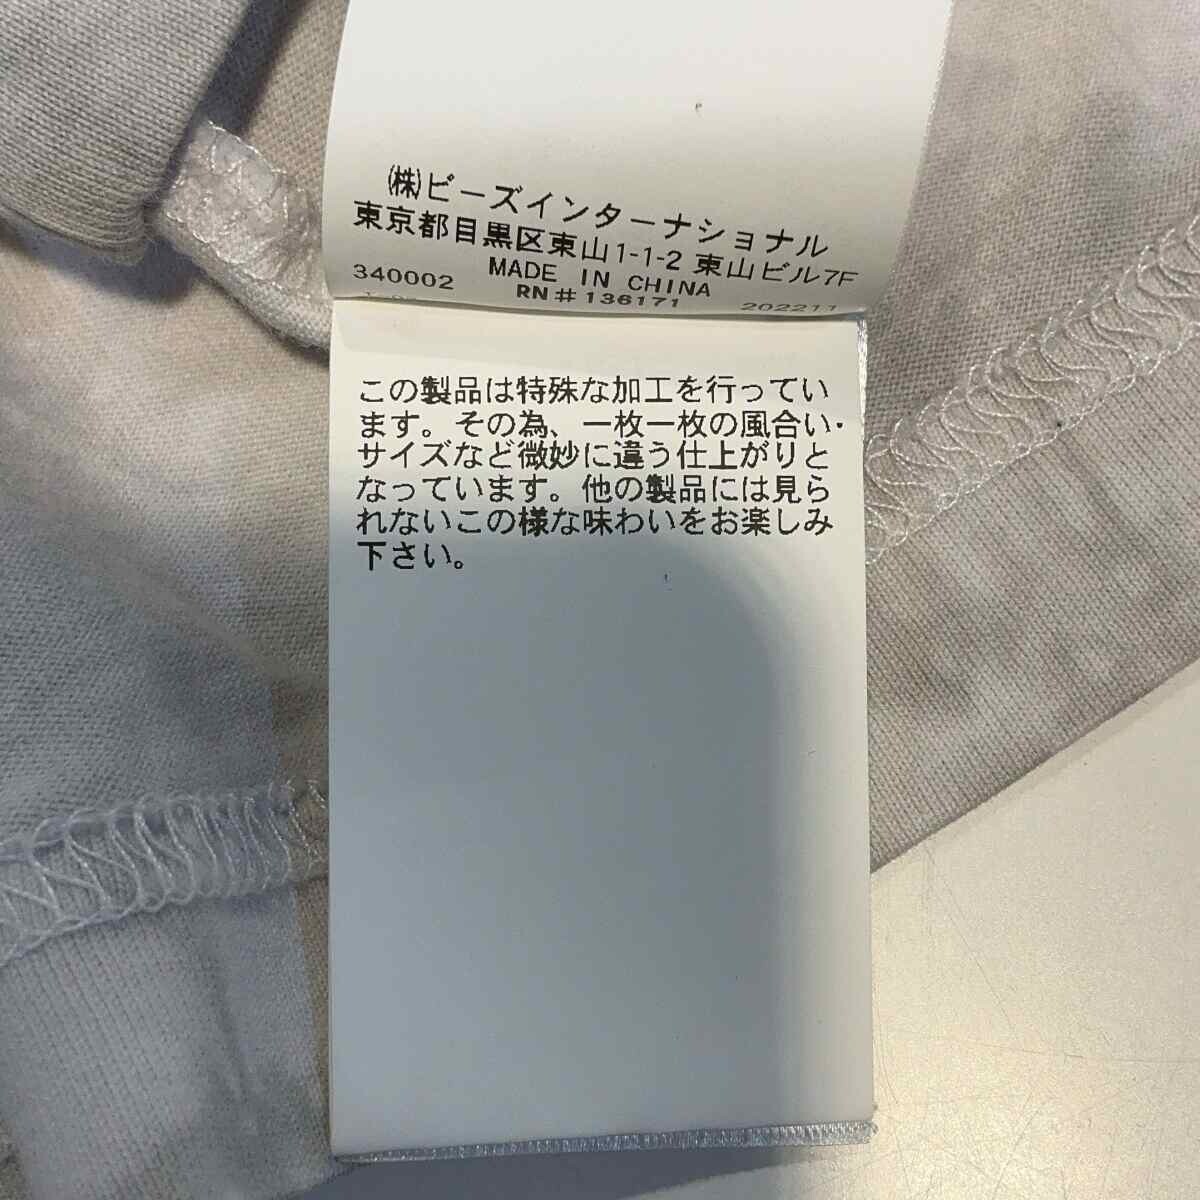 (株)ビーズインターナショナル
東京都目黒区東山1-1-2 東山ビル7F
MADE IN CHINA
340002 RN#136171 202211
この製品は特殊な加工を行ってい
ます。その為、一枚一枚の風合い・
サイズなど微妙に違う仕上がりと
なっています。他の製品には見ら
れないこの様な味わいをお楽しみ
下さい。